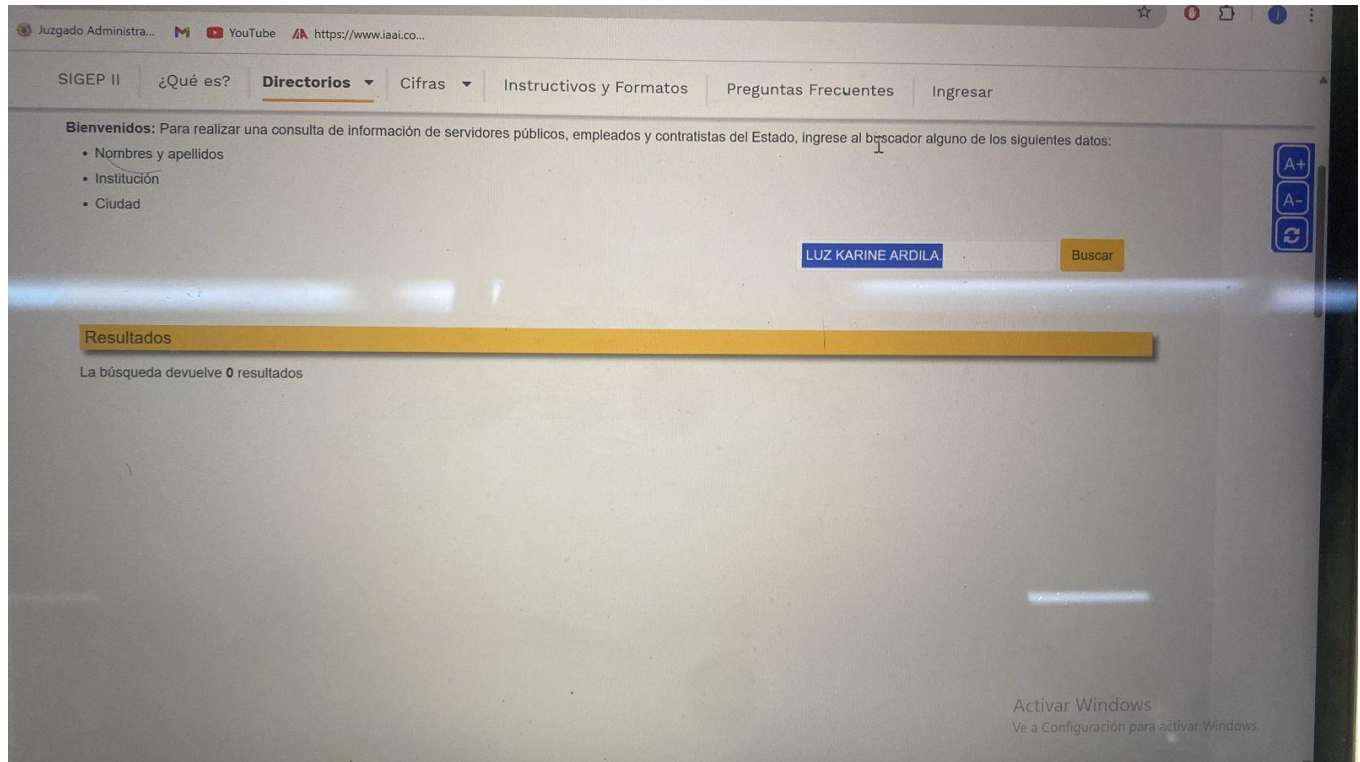 Juzgado Administra... YouTube https://www.iaai.co...
SIGEP II ¿Qué es? Directorios Cifras Instructivos y Formatos Preguntas Frecuentes Ingresar
Bienvenidos: Para realizar una consulta de información de servidores públicos, empleados y contratistas del Estado, ingrese al buscador alguno de los siguientes datos:
• Nombres y apellidos
• Institución
• Ciudad
A+
A-
LUZ KARINE ARDILA. Buscar
Resultados
La búsqueda devuelve 0 resultados
Activar Windows
Ve a Configuración para activar Windows.